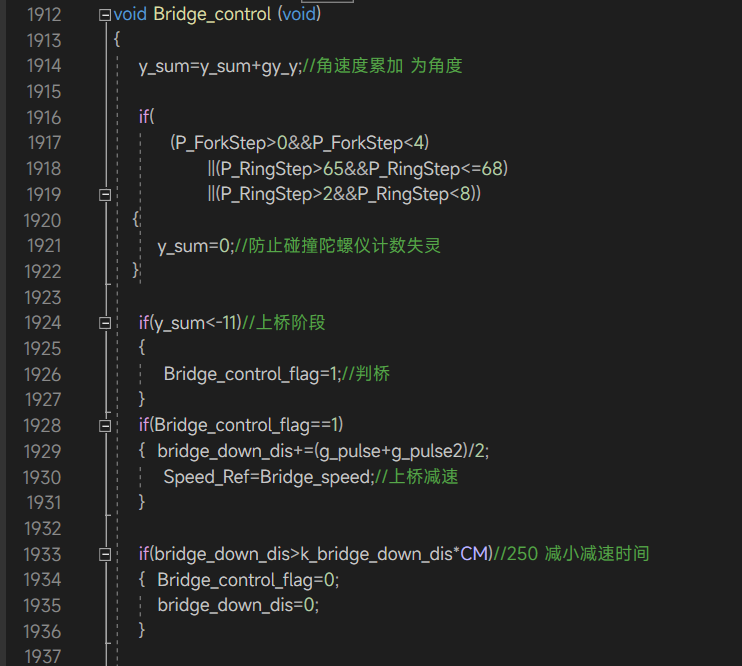 1912 void Bridge_control (void)
1913 {
1914 y_sum=y_sum+gy_y;//角速度累加 为角度
1915
1916 if(
1917 (P_ForkStep>0&&P_ForkStep<4)
1918 ||(P_RingStep>65&&P_RingStep<=68)
1919 ||(P_RingStep>2&&P_RingStep<8))
1920 {
1921 y_sum=0;//防止碰撞陀螺仪计数失灵
1922 }
1923
1924 if(y_sum<-11)//上桥阶段
1925 {
1926 Bridge_control_flag=1;//判桥
1927 }
1928 if(Bridge_control_flag==1)
1929 { bridge_down_dis+=(g_pulse+g_pulse2)/2;
1930 Speed_Ref=Bridge_speed;//上桥减速
1931 }
1932
1933 if(bridge_down_dis>k_bridge_down_dis*CM)//250 减小减速时间
1934 { Bridge_control_flag=0;
1935 bridge_down_dis=0;
1936 }
1937